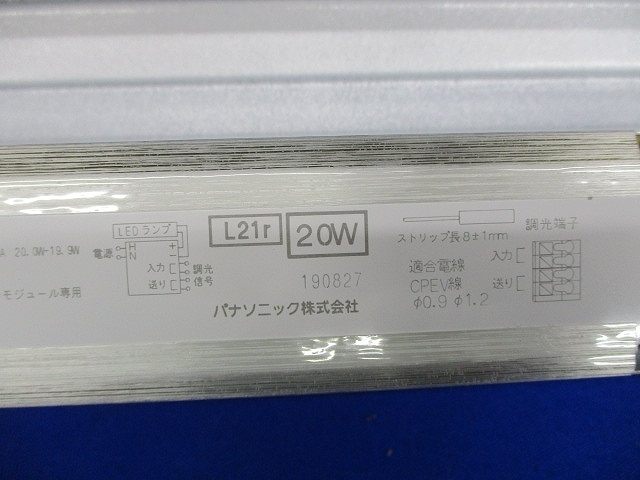 A 20.0W-19.9W
モジュール専用
LEDランプ
電源
H
N
+
-
入力
送り
調光
信号
L21r
20W
190827
パナソニック株式会社
ストリップ長8±1mm
適合電線
CPEV線
φ0.9 φ1.2
調光端子
入力
送り